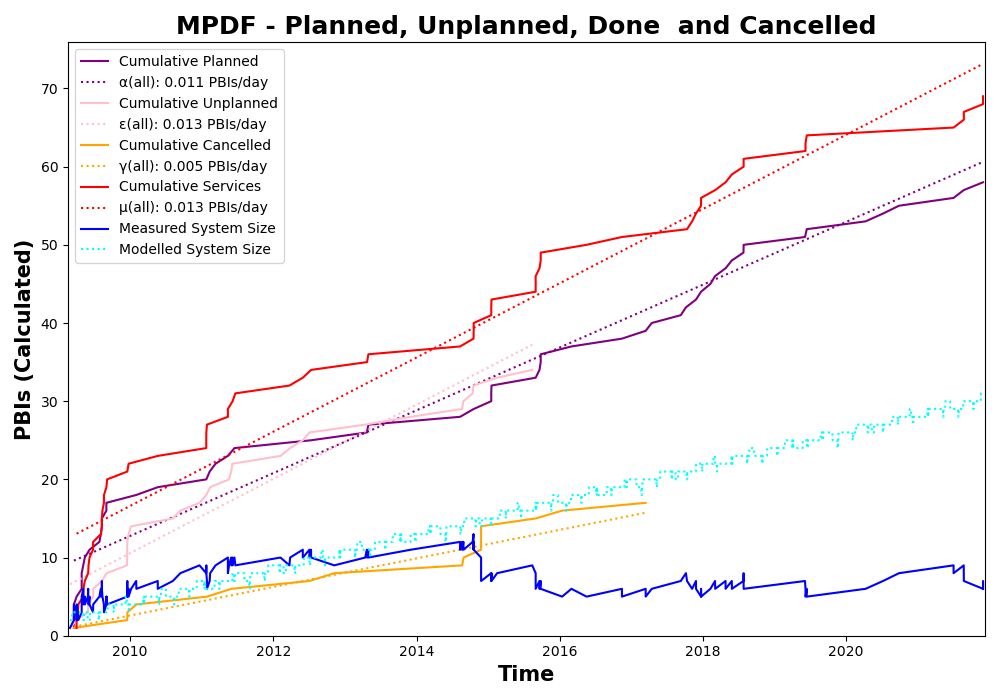 MPDF - Planned, Unplanned, Done  and Cancelled
Cumulative Planned
α(all): 0.011 PBIs/day
Cumulative Unplanned
ε(all): 0.013 PBIs/day
Cumulative Cancelled
γ(all): 0.005 PBIs/day
Cumulative Services
μ(all): 0.013 PBIs/day
Measured System Size
Modelled System Size
PBIs (Calculated)
70
60
50
40
30
20
10
0
2010 2012 2014 2016 2018 2020
Time